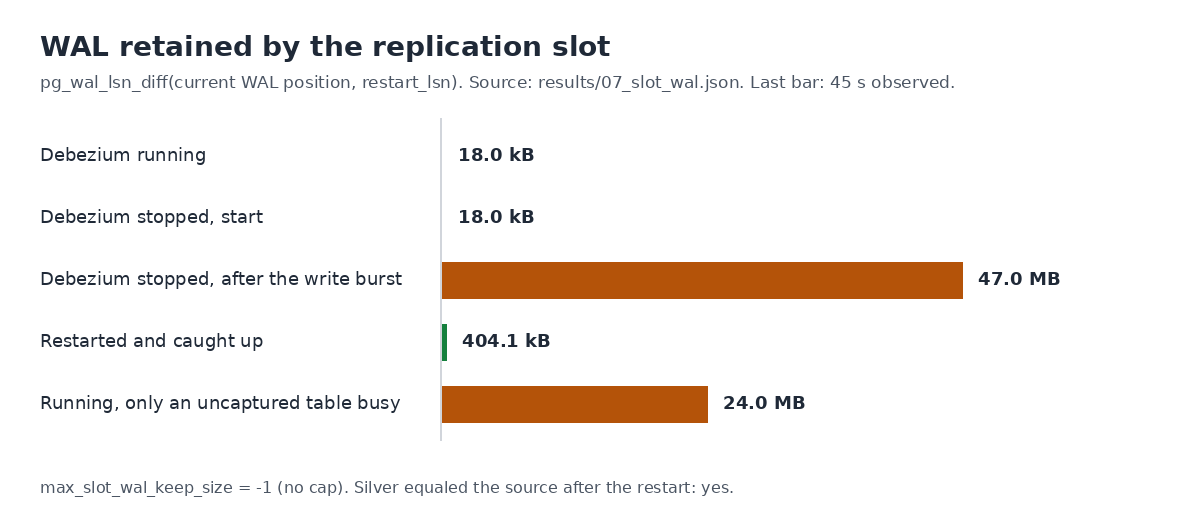 WAL retained by the replication slot
pg_wal_lsn_diff(current WAL position, restart_lsn). Source: results/07_slot_wal.json. Last bar: 45 s observed.
Debezium running 18.0 kB
Debezium stopped, start 18.0 kB
Debezium stopped, after the write burst 47.0 MB
Restarted and caught up 404.1 kB
Running, only an uncaptured table busy 24.0 MB
max_slot_wal_keep_size = -1 (no cap). Silver equaled the source after the restart: yes.